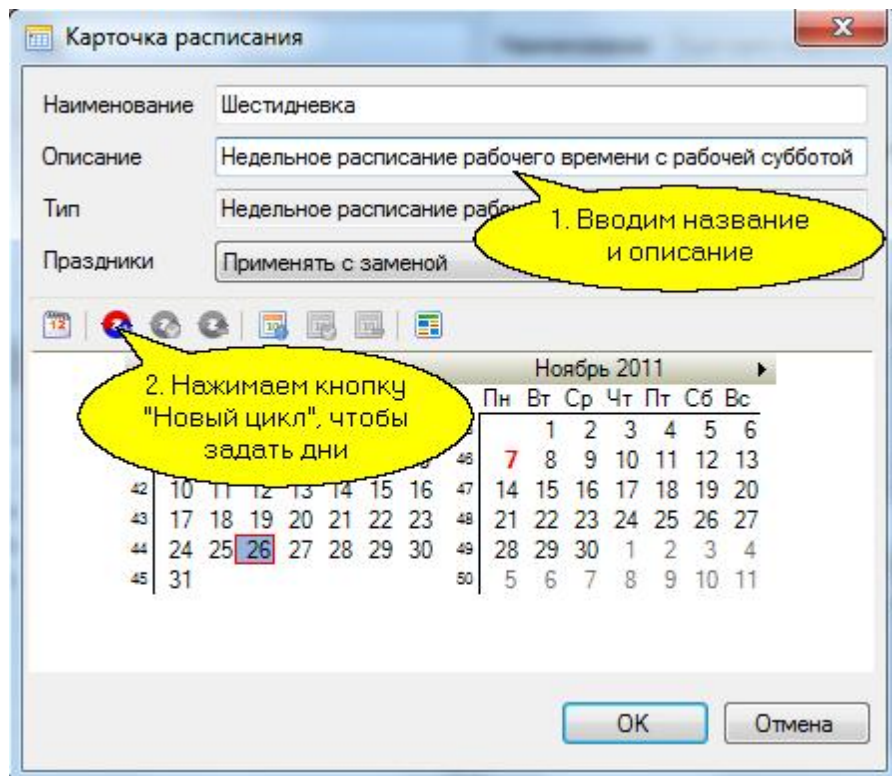 Карточка расписания
Наименование Шестидневка
Описание Недельное расписание рабочего времени с рабочей субботой
Тип Недельное расписание
1. Вводим название
и описание
Праздники Применять с заменой
12
2. Нажимаем кнопку
"Новый цикл", чтобы
задать дни
Ноябрь 2011
Пн Вт Ср Чт Пт Сб Вс
1 2 3 4 5 6
46 7 8 9 10 11 12 13
42 10 11 12 13 14 15 16 47 14 15 16 17 18 19 20
43 17 18 19 20 21 22 23 48 21 22 23 24 25 26 27
44 24 25 26 27 28 29 30 49 28 29 30 1 2 3 4
45 31 50 5 6 7 8 9 10 11
OK Отмена